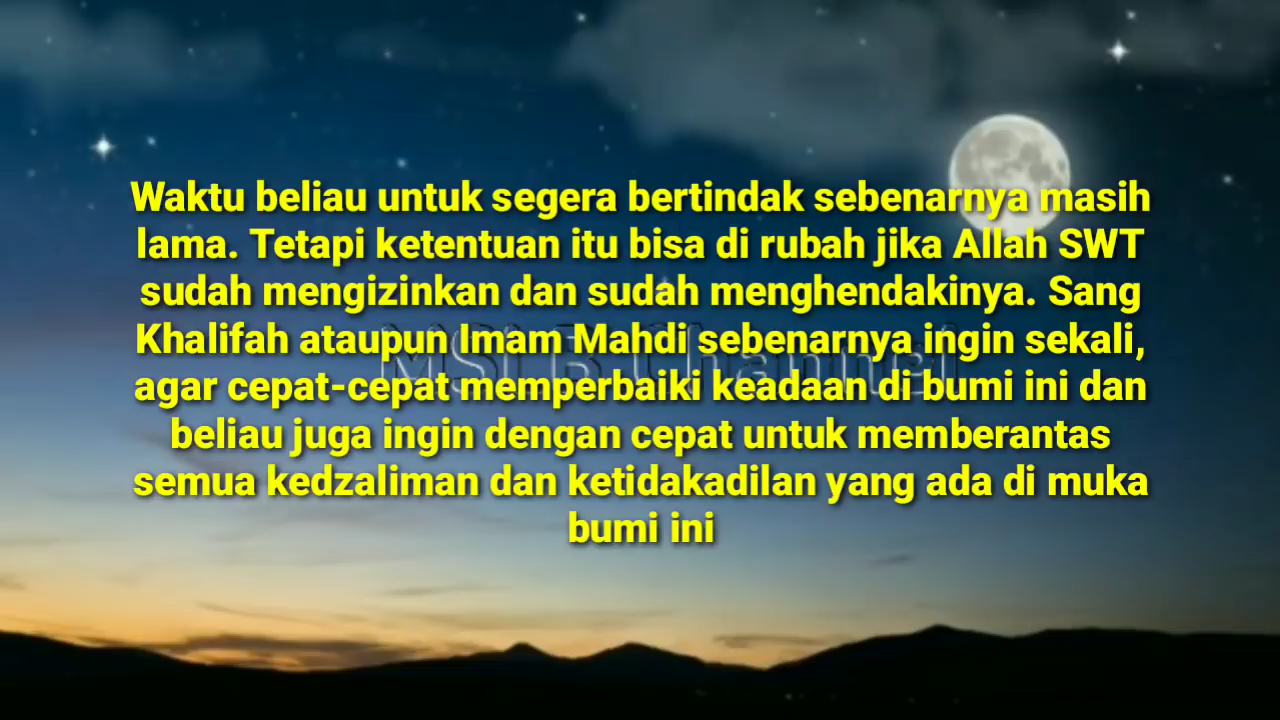 Waktu beliau untuk segera bertindak sebenarnya masih
lama. Tetapi ketentuan itu bisa di rubah jika Allah SWT
sudah mengizinkan dan sudah menghendakinya. Sang
Khalifah ataupun Imam Mahdi sebenarnya ingin sekali,
agar cepat-cepat memperbaiki keadaan di bumi ini dan
beliau juga ingin dengan cepat untuk memberantas
semua kedzaliman dan ketidakadilan yang ada di muka
bumi ini